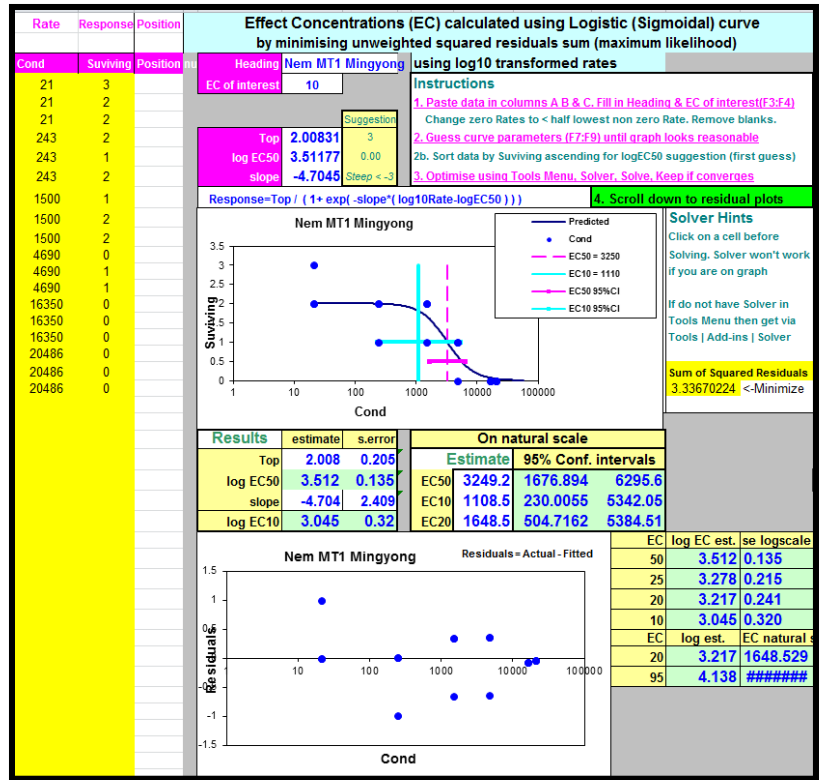 Rate Response Position
Effect Concentrations (EC) calculated using Logistic (Sigmoidal) curve
by minimising unweighted squared residuals sum (maximum likelihood)
Cond Suviving Position nu Heading Nem MT1 Mingyong using log10 transformed rates
EC of interest 10
Instructions
1. Paste data in columns A B & C. Fill in Heading & EC of interest(F3:F4)
Change zero Rates to < half lowest non zero Rate. Remove blanks.
2. Guess curve parameters (F7:F9) until graph looks reasonable
2b. Sort data by Suviving ascending for logEC50 suggestion (first guess)
3. Optimise using Tools Menu, Solver, Solve, Keep if converges
21 3
21 2
21 2
243 2
243 1
243 2
1500 1
1500 2
1500 2
4690 0
4690 1
4690 1
16350 0
16350 0
16350 0
20486 0
20486 0
20486 0
Suggestion
Top 2.00831 3
log EC50 3.51177 0.00
slope -4.7045 Steep < -3
Response=Top / ( 1+ exp( -slope*( log10Rate-logEC50 ) ) )
4. Scroll down to residual plots
Nem MT1 Mingyong
Predicted
Cond
EC50 = 3250
EC10 = 1110
EC50 95%CI
EC10 95%CI
Suviving
3.5
3
2.5
2
1.5
1
0.5
0
1 10 100 1000 10000 100000
Cond
Solver Hints
Click on a cell before
Solving. Solver won't work
if you are on graph
If do not have Solver in
Tools Menu then get via
Tools | Add-ins | Solver
Sum of Squared Residuals
3.33670224 <-Minimize
Results estimate s.error
Top 2.008 0.205
log EC50 3.512 0.135
slope -4.704 2.409
log EC10 3.045 0.32
On natural scale
Estimate 95% Conf. intervals
EC50 3249.2 1676.894 6295.6
EC10 1108.5 230.0055 5342.05
EC20 1648.5 504.7162 5384.51
Nem MT1 Mingyong
Residuals = Actual - Fitted
Residuals
1.5
1
0.5
0
-0.5
-1
-1.5
1 10 100 1000 10000 100000
Cond
EC log EC est. se logscale
50 3.512 0.135
25 3.278 0.215
20 3.217 0.241
10 3.045 0.320
EC log est. EC natural s
20 3.217 1648.529
95 4.138 #######